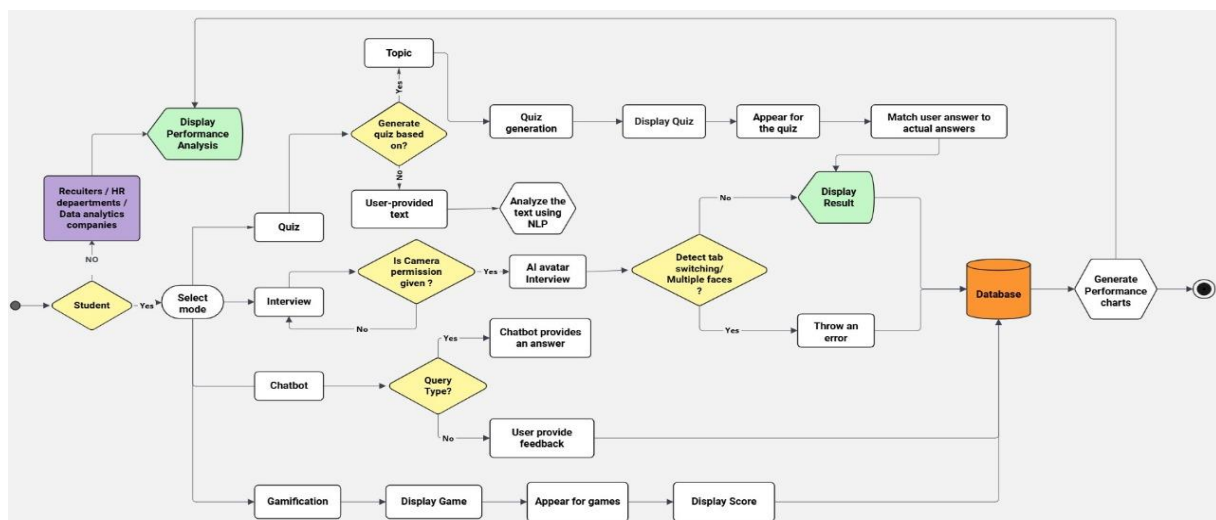 Topic
Yes
Display
Performance
Analysis
Generate
quiz based
on?
Quiz
generation
Display Quiz
Appear for
the quiz
Match user answer to
actual answers
No
Recuiters / HR
depaertments /
Data analytics
companies
User-provided
text
Analyze the
text using
NLP
No
Display
Result
Quiz
NO
Is Camera
permission
given ?
Yes
AI avatar
Interview
Detect tab
switching/
Multiple faces
?
Database
Generate
Performance
charts
Student
Yes
Select
mode
Interview
No
Yes
Throw an
error
Chatbot provides
an answer
Yes
Chatbot
Query
Type?
No
User provide
feedback
Gamification
Display Game
Appear for games
Display Score